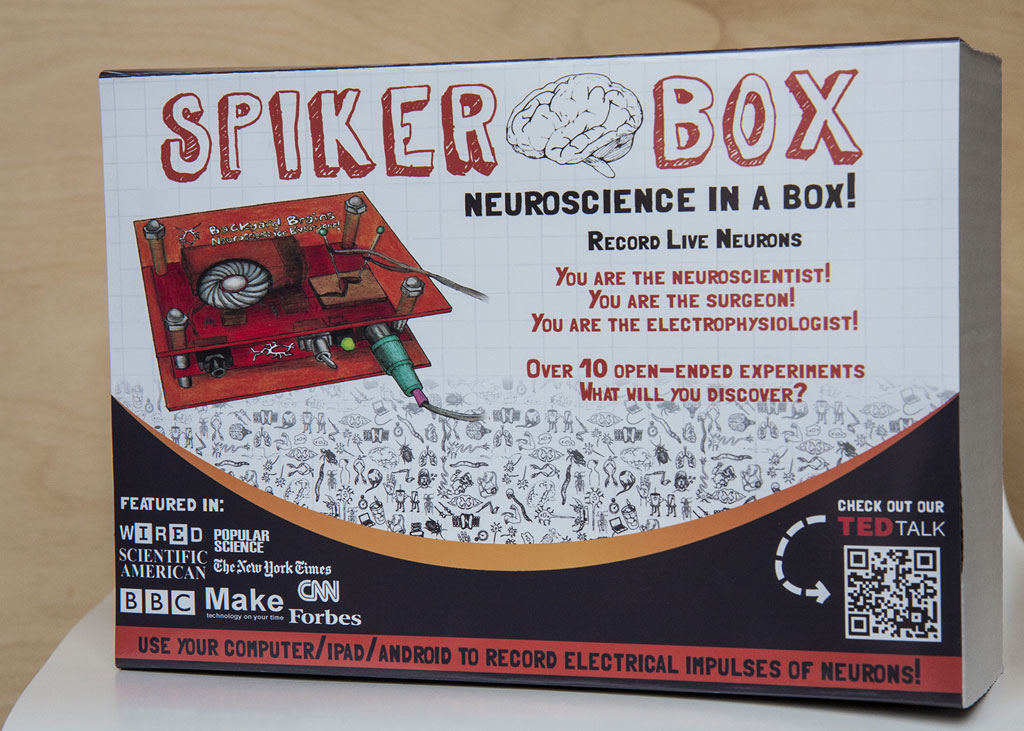 SPIKER BOX
NEUROSCIENCE IN A BOX!
RECORD LIVE NEURONS
YOU ARE THE NEUROSCIENTIST!
YOU ARE THE SURGEON!
YOU ARE THE ELECTROPHYSIOLOGIST!
OVER 10 OPEN-ENDED EXPERIMENTS
WHAT WILL YOU DISCOVER?
Backyard Brains
Neuroscience for Everyone!
FEATURED IN:
WIRED
POPULAR
SCIENCE
SCIENTIFIC
AMERICAN
The New York Times
BBC
Make
technology on your time
CNN
Forbes
CHECK OUT OUR
TED TALK
USE YOUR COMPUTER/IPAD/ANDROID TO RECORD ELECTRICAL IMPULSES OF NEURONS!